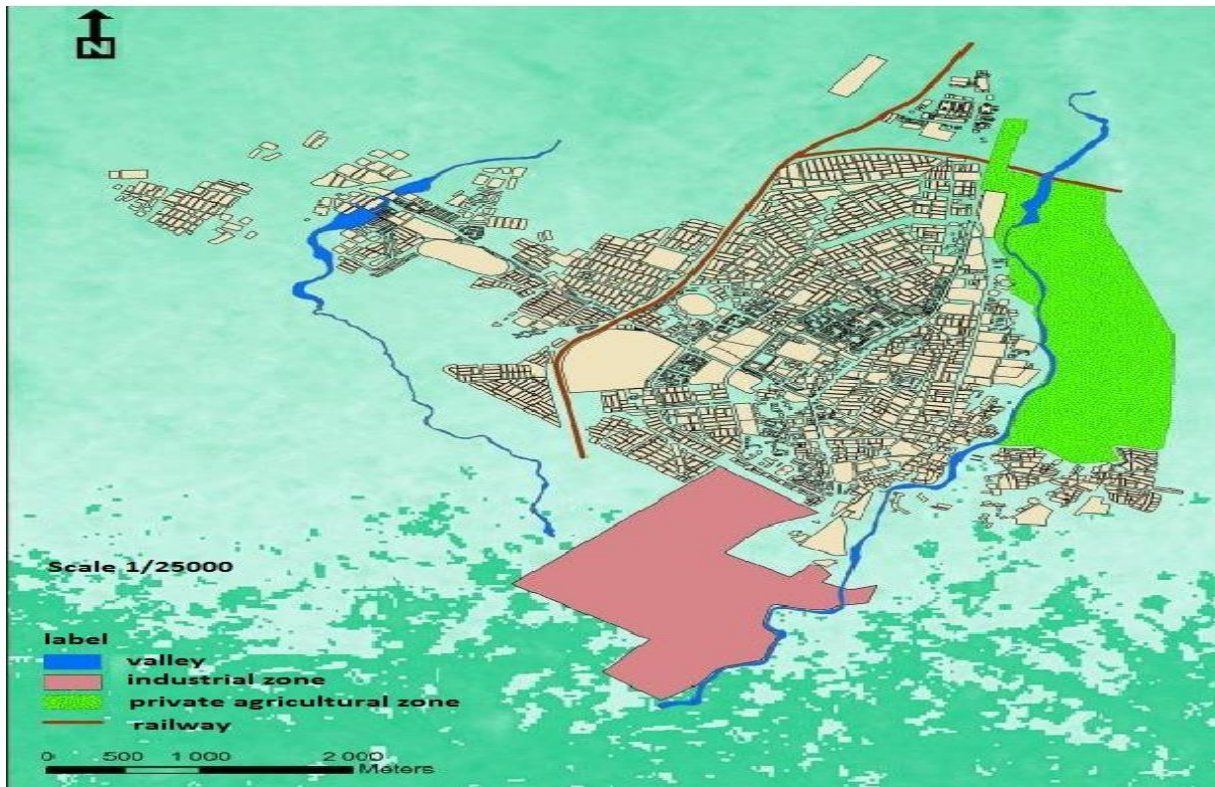 N
Scale 1/25000
label
valley
industrial zone
private agricultural zone
railway
0 500 1 000 2 000
Meters